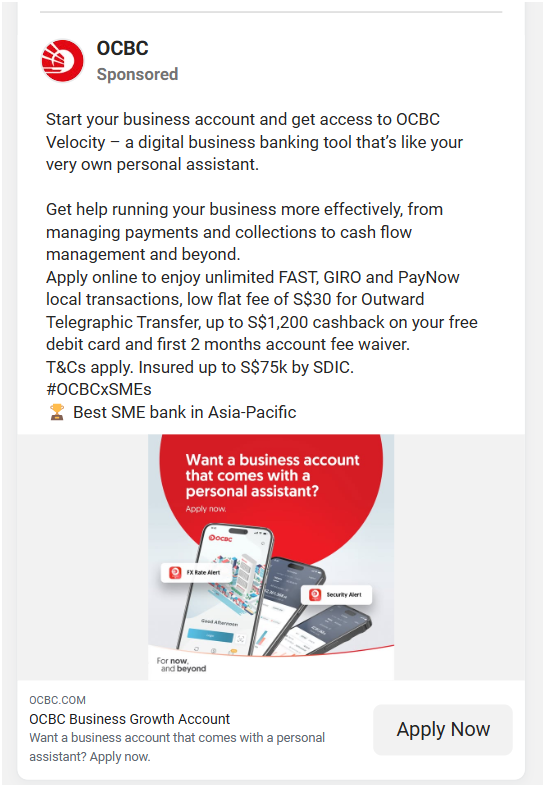 OCBC
Sponsored
Start your business account and get access to OCBC
Velocity – a digital business banking tool that's like your
very own personal assistant.
Get help running your business more effectively, from
managing payments and collections to cash flow
management and beyond.
Apply online to enjoy unlimited FAST, GIRO and PayNow
local transactions, low flat fee of S$30 for Outward
Telegraphic Transfer, up to S$1,200 cashback on your free
debit card and first 2 months account fee waiver.
T&Cs apply. Insured up to S$75k by SDIC.
#OCBCxSMEs
🏆 Best SME bank in Asia-Pacific
Want a business account
that comes with a
personal assistant?
Apply now.
OCBC
FX Rate Alert
Security Alert
Good Afternoon
For now.
and beyond
OCBC.COM
OCBC Business Growth Account
Want a business account that comes with a personal
assistant? Apply now.
Apply Now